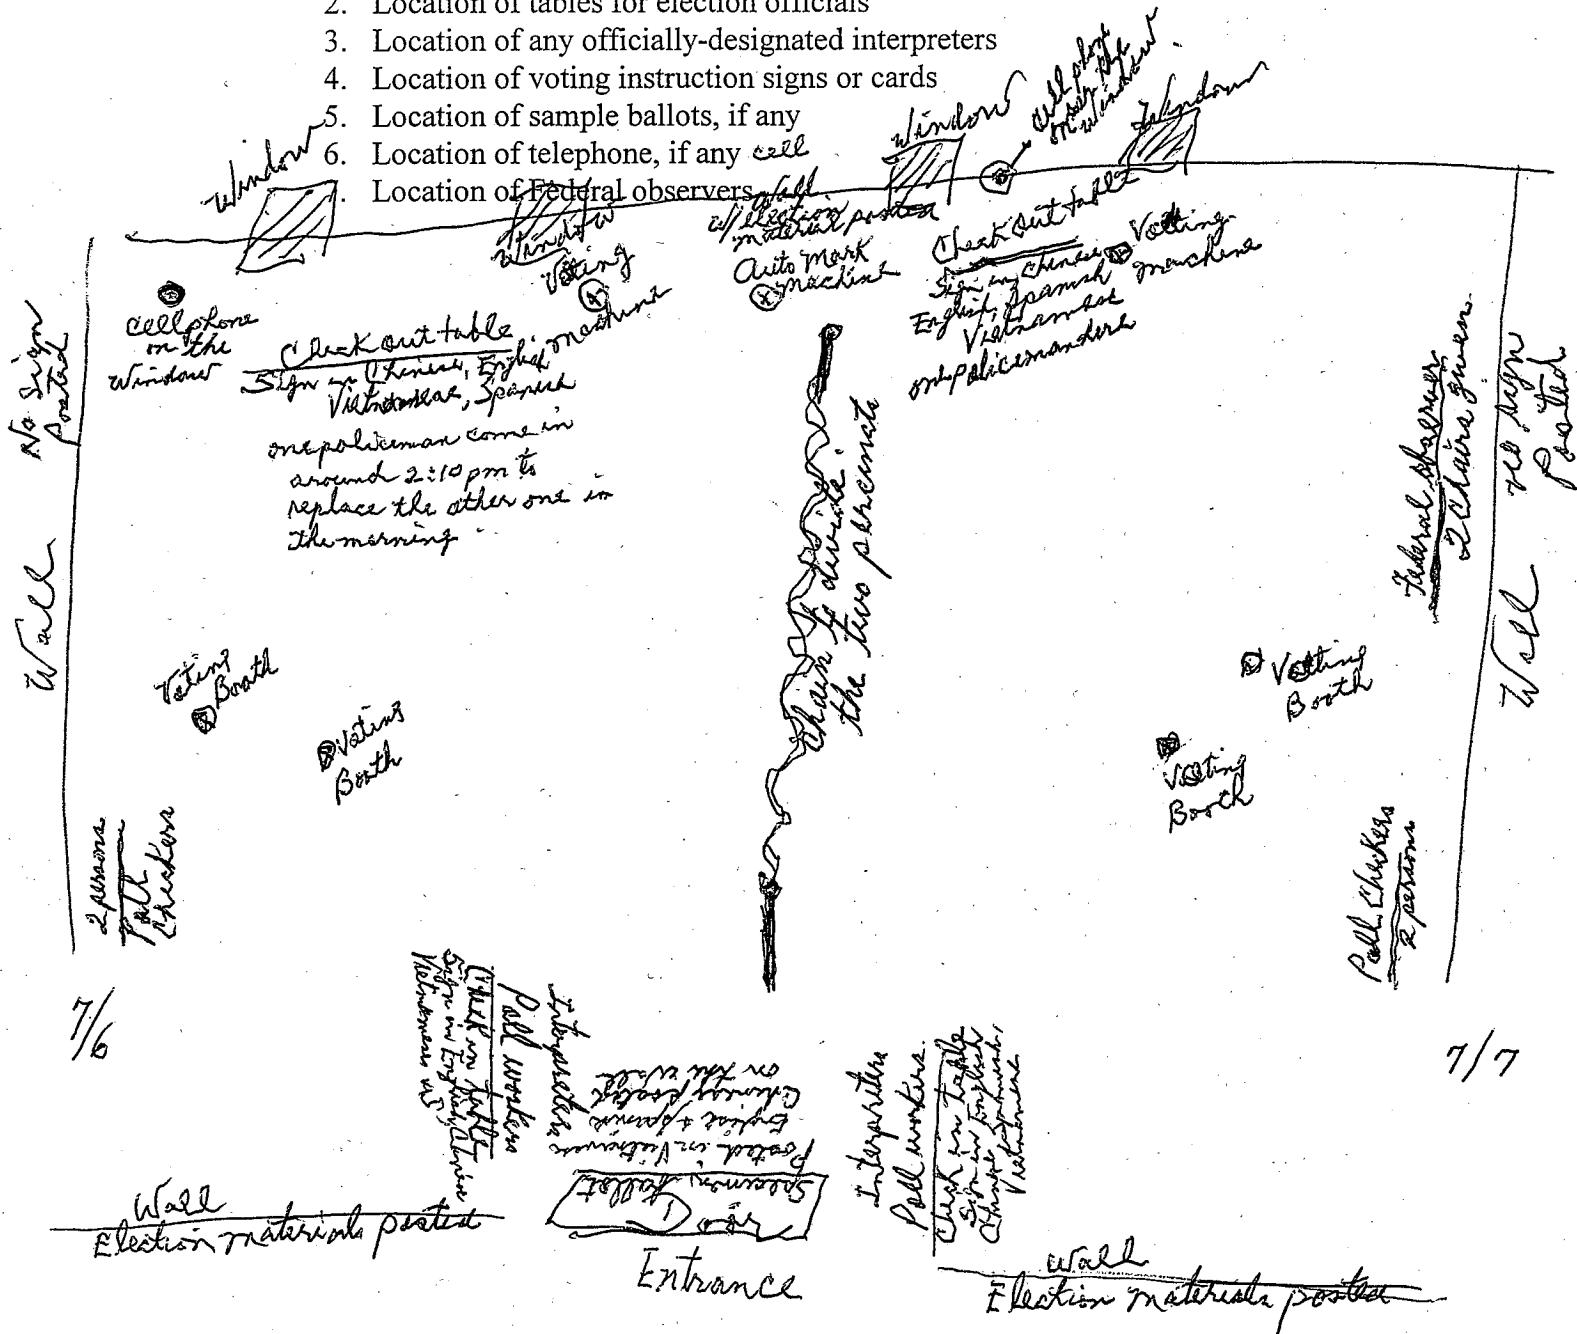 2. Location of tables for election officials
3. Location of any officially-designated interpreters
4. Location of voting instruction signs or cards
5. Location of sample ballots, if any
6. Location of telephone, if any cell
. Location of Federal observers
Window
Window
Window
cell phone
on the
window
Window
Wall
w/ election
material posted
Auto Mark
machine
Voting
machine
Check out table
Sign in Chinese
English, Spanish
Vietnamese
one policeman here
Voting
machine
No sign
posted
Wall
cell phone
on the
window
Check out table
Sign in Chinese, English
Vietnamese, Spanish
one policeman come in
around 2:10 pm to
replace the other one in
the morning
Chain to divide
the two percincts
Federal observer
2 chairs given
no sign
posted
Wall
Voting
Booth
Voting
Booth
Voting
Booth
Voting
Booth
2 persons
Poll
Checkers
Poll Checkers
2 persons
7/6
7/7
Interpreters
Poll workers
Check in table
Sign in English, Chinese
Vietnamese
Specimen ballot
Posted in Vietnamese
English & Spanish
Chinese posted
on the wall
Interpreters
Poll workers
Check in table
Sign in English
Chinese, Spanish,
Vietnamese
Wall
Election materials posted
Entrance
Wall
Election materials posted